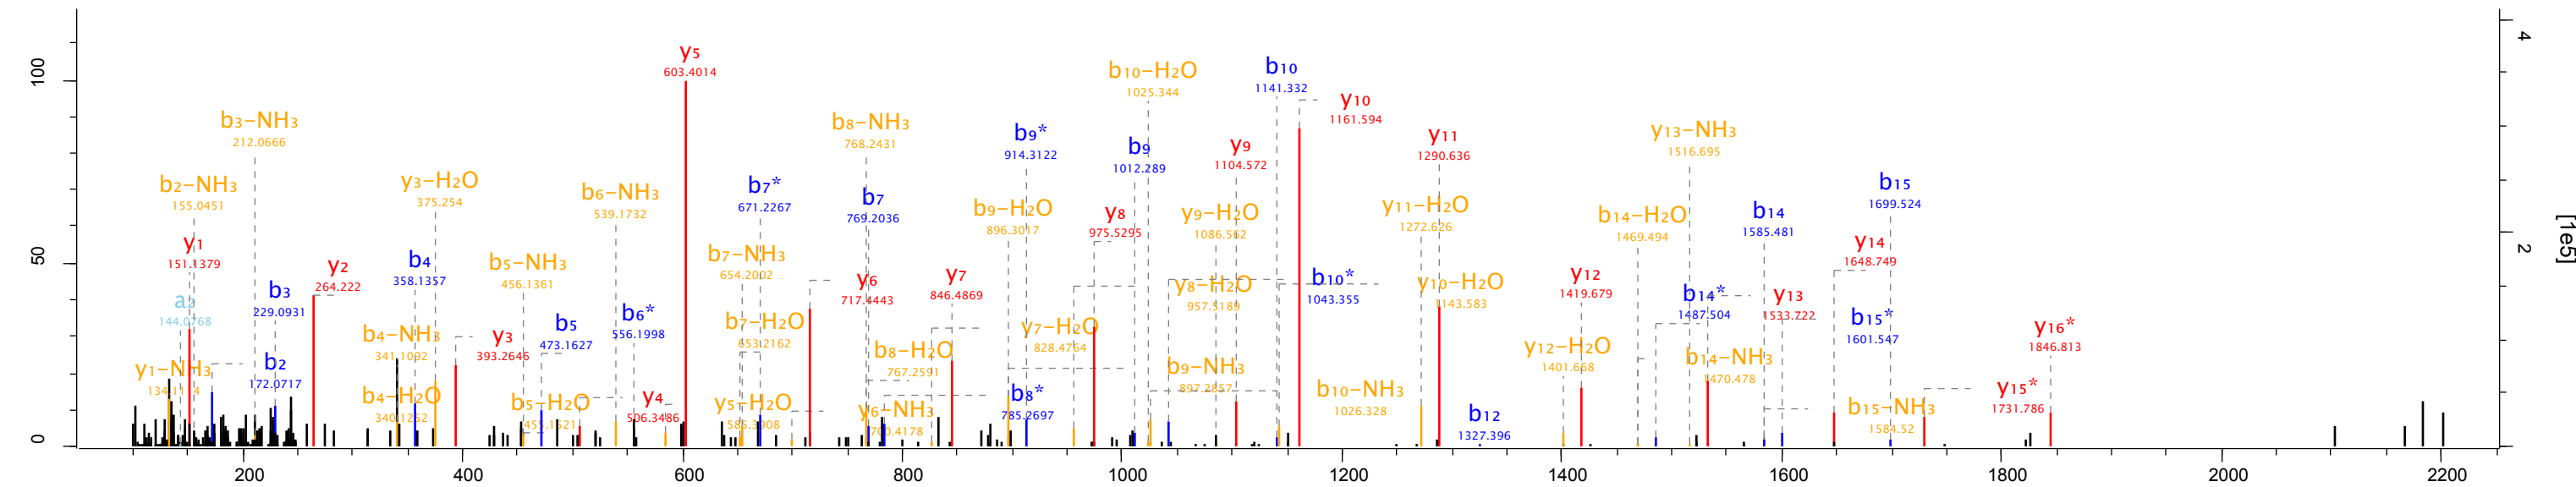 y5
603.4014
b10−H2O
1025.344
b10
1141.332
y10
1161.594
b3−NH3
212.0666
b8−NH3
768.2431
b9*
914.3122
b9
1012.289
y9
1104.572
y11
1290.636
y13−NH3
1516.695
b2−NH3
155.0451
y3−H2O
375.254
b6−NH3
539.1732
b7*
671.2267
b7
769.2036
b9−H2O
896.3017
y8
975.5295
y9−H2O
1086.562
y11−H2O
1272.626
b14−H2O
1469.494
b14
1585.481
b15
1699.524
y1
151.1379
y2
264.222
b4
358.1357
b5−NH3
456.1361
b7−NH3
654.2002
y6
717.4443
y7
846.4869
y8−H2O
957.5189
b10*
1043.355
y10−H2O
1143.583
y12
1419.679
b14*
1487.504
y13
1533.722
y14
1648.749
b3
229.0931
b6*
556.1998
b5
473.1627
b7−H2O
653.2162
y7−H2O
828.4764
b15*
1601.547
y16*
1846.813
b4−NH3
341.1092
y3
393.2646
b8−H2O
767.2591
y12−H2O
1401.668
b14−NH3
1470.478
y1−NH3
b2
172.0717
b9−NH3
897.2857
b4−H2O
340.1252
b5−H2O
y4
506.3486
y5−H2O
585.3908
y6−NH3
700.4178
b8*
785.2697
b10−NH3
1026.328
b12
1327.396
b15−NH3
1584.52
y15*
1731.786
0
50
100
2
4
[1e5]
200
400
600
800
1000
1200
1400
1600
1800
2000
2200